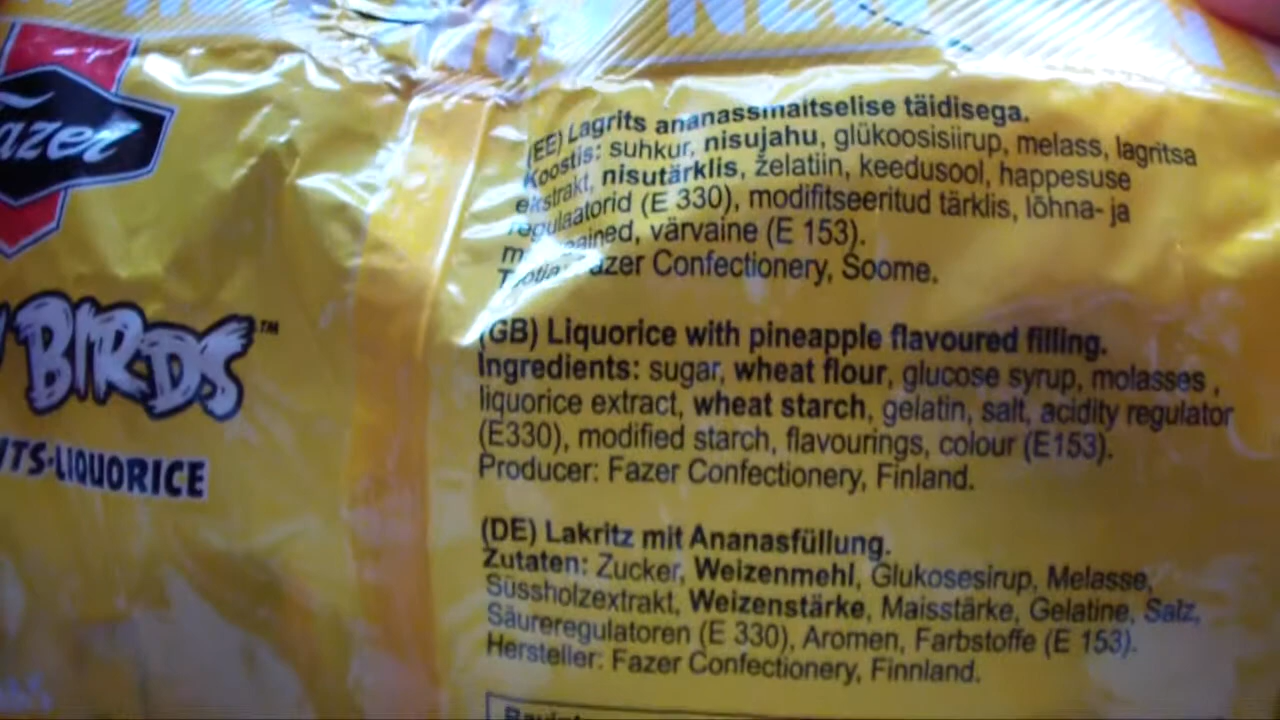 Fazer
BIRDS™
LIQUORICE
(EE) Lagrits ananassmaitselise täidisega.
Koostis: suhkur, nisujahu, glükoosisiirup, melass, lagritsa
ekstrakt, nisutärklis, želatiin, keedusool, happesuse
regulaatorid (E 330), modifitseeritud tärklis, lõhna- ja
värvaine (E 153).
Fazer Confectionery, Soome.
(GB) Liquorice with pineapple flavoured filling.
Ingredients: sugar, wheat flour, glucose syrup, molasses ,
liquorice extract, wheat starch, gelatin, salt, acidity regulator
(E330), modified starch, flavourings, colour (E153).
Producer: Fazer Confectionery, Finland.
(DE) Lakritz mit Ananasfüllung.
Zutaten: Zucker, Weizenmehl, Glukosesirup, Melasse,
Süssholzextrakt, Weizenstärke, Maisstärke, Gelatine, Salz,
Säureregulatoren (E 330), Aromen, Farbstoffe (E 153).
Hersteller: Fazer Confectionery, Finnland.